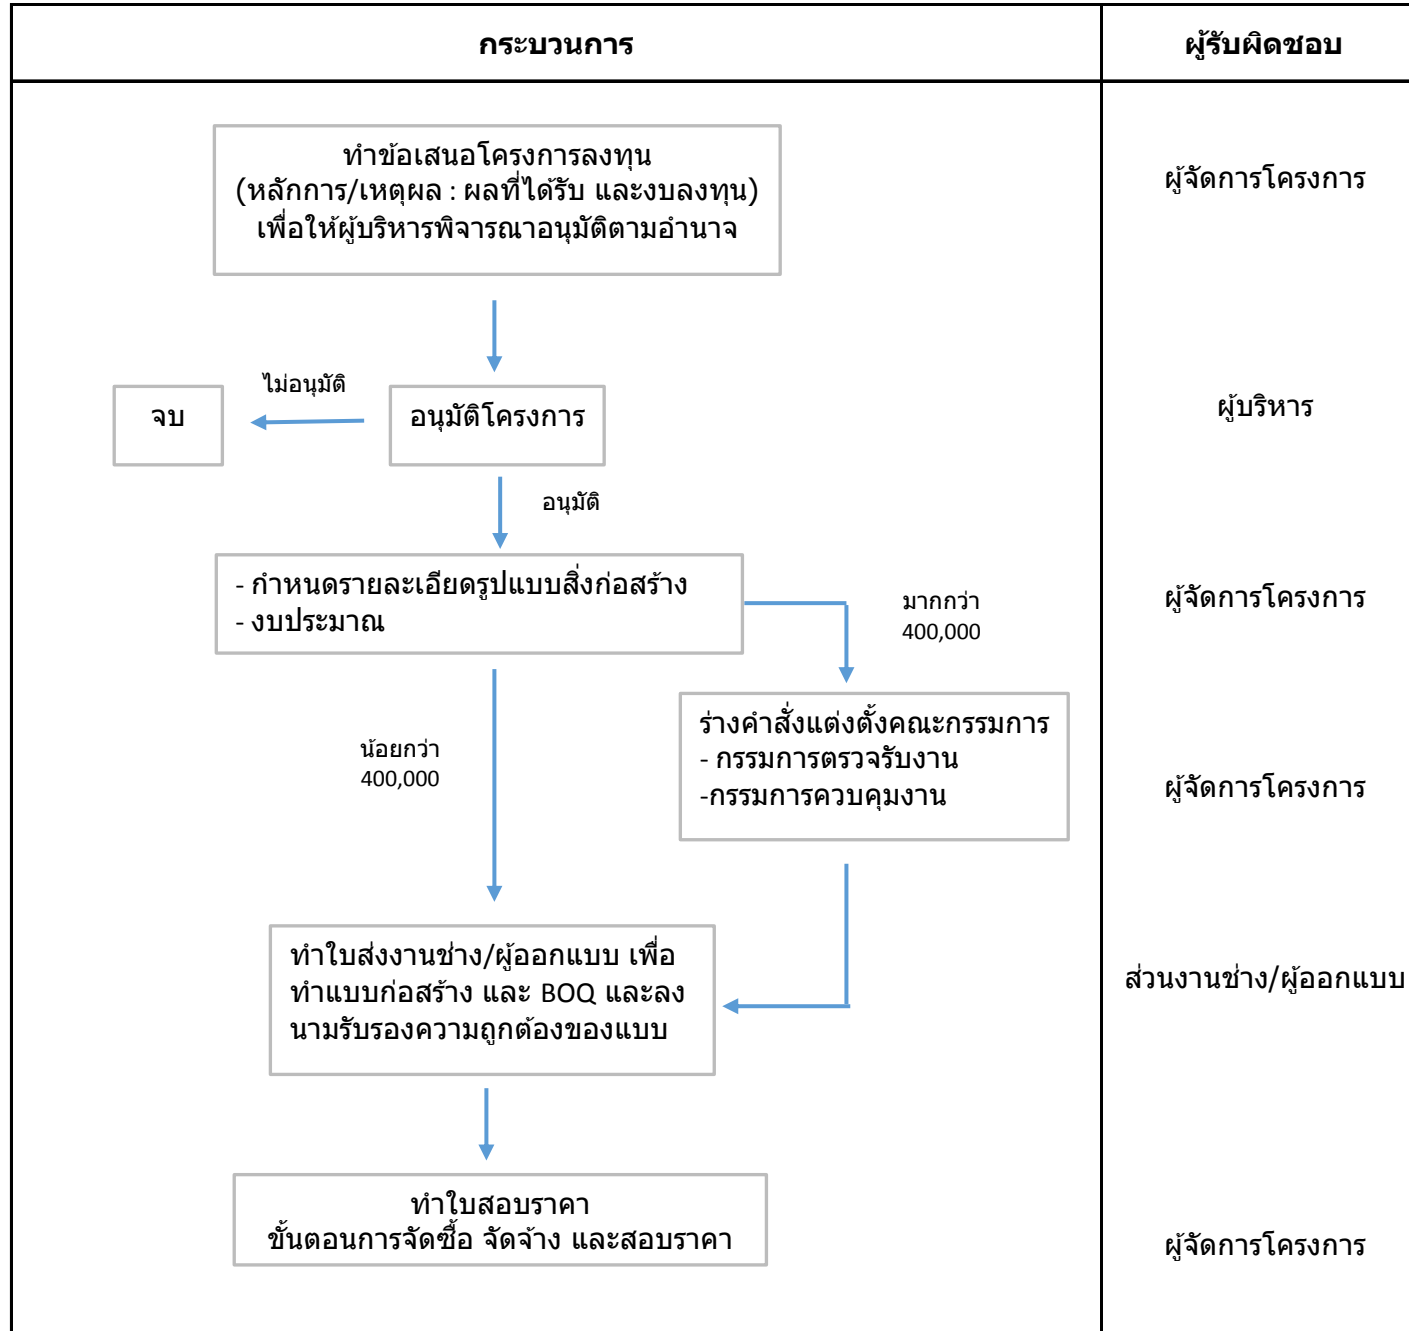 กระบวนการ
ผู้รับผิดชอบ
ทำข้อเสนอโครงการลงทุน
(หลักการ/เหตุผล : ผลที่ได้รับ และงบลงทุน)
เพื่อให้ผู้บริหารพิจารณาอนุมัติตามอำนาจ
ผู้จัดการโครงการ
ไม่อนุมัติ
จบ
อนุมัติโครงการ
ผู้บริหาร
อนุมัติ
- กำหนดรายละเอียดรูปแบบสิ่งก่อสร้าง
- งบประมาณ
มากกว่า
400,000
ผู้จัดการโครงการ
น้อยกว่า
400,000
ร่างคำสั่งแต่งตั้งคณะกรรมการ
- กรรมการตรวจรับงาน
-กรรมการควบคุมงาน
ผู้จัดการโครงการ
ทำใบส่งงานช่าง/ผู้ออกแบบ เพื่อ
ทำแบบก่อสร้าง และ BOQ และลง
นามรับรองความถูกต้องของแบบ
ส่วนงานช่าง/ผู้ออกแบบ
ทำใบสอบราคา
ขั้นตอนการจัดซื้อ จัดจ้าง และสอบราคา
ผู้จัดการโครงการ